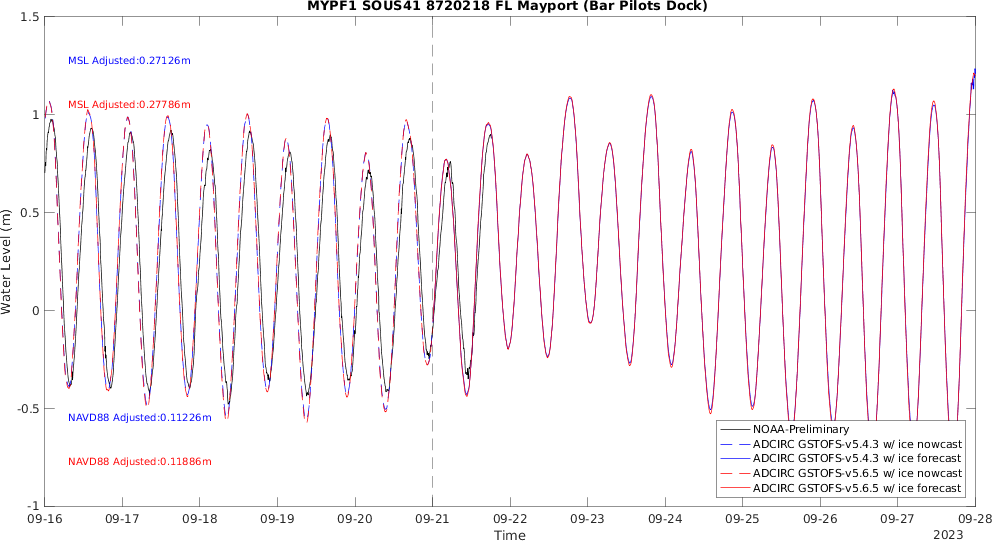 MYPF1 SOUS41 8720218 FL Mayport (Bar Pilots Dock)
1.5
1
0.5
0
-0.5
-1
Water Level (m)
MSL Adjusted:0.27126m
MSL Adjusted:0.27786m
NAVD88 Adjusted:0.11226m
NAVD88 Adjusted:0.11886m
NOAA-Preliminary
ADCIRC GSTOFS-v5.4.3 w/ ice nowcast
ADCIRC GSTOFS-v5.4.3 w/ ice forecast
ADCIRC GSTOFS-v5.6.5 w/ ice nowcast
ADCIRC GSTOFS-v5.6.5 w/ ice forecast
09-16 09-17 09-18 09-19 09-20 09-21 09-22 09-23 09-24 09-25 09-26 09-27 09-28
Time
2023